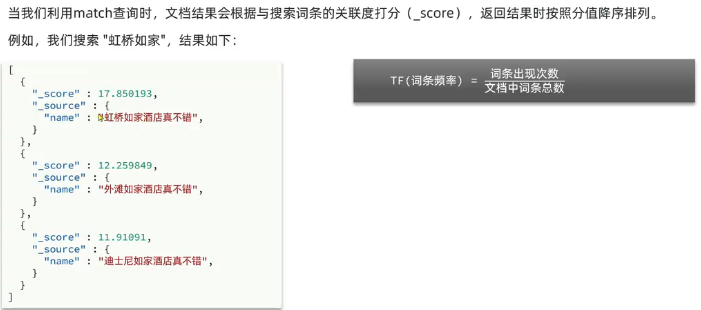 当我们利用match查询时，文档结果会根据与搜索词条的关联度打分（_score），返回结果时按照分值降序排列。
例如，我们搜索 "虹桥如家"，结果如下：
[
{
"_score" : 17.850193,
"_source" : {
"name" : "虹桥如家酒店真不错",
}
},
{
"_score" : 12.259849,
"_source" : {
"name" : "外滩如家酒店真不错",
}
},
{
"_score" : 11.91091,
"_source" : {
"name" : "迪士尼如家酒店真不错",
}
}
]
TF(词条频率) = 词条出现次数
文档中词条总数